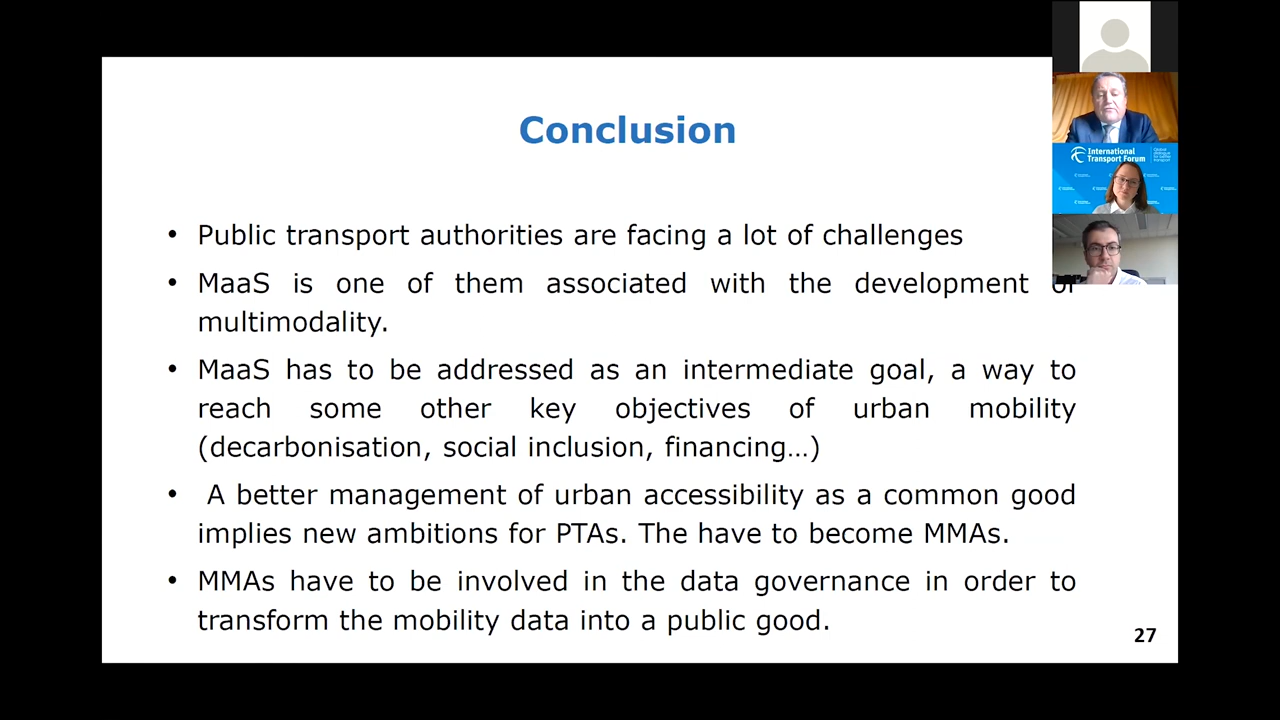 Conclusion
• Public transport authorities are facing a lot of challenges
• MaaS is one of them associated with the development of
multimodality.
• MaaS has to be addressed as an intermediate goal, a way to
reach some other key objectives of urban mobility
(decarbonisation, social inclusion, financing…)
• A better management of urban accessibility as a common good
implies new ambitions for PTAs. The have to become MMAs.
• MMAs have to be involved in the data governance in order to
transform the mobility data into a public good.
27
International
Transport Forum